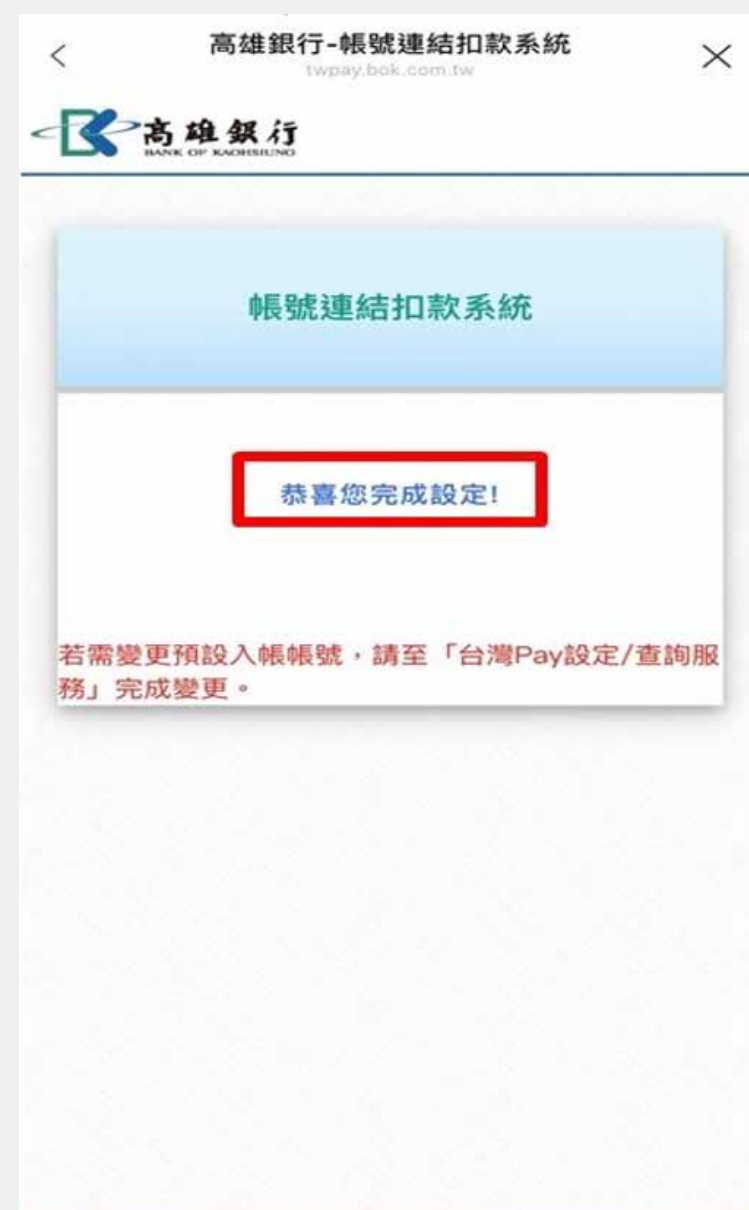 高雄銀行-帳號連結扣款系統
twpay.bok.com.tw
高雄銀行
BANK OF KAOHSIUNG
帳號連結扣款系統
恭喜您完成設定!
若需變更預設入帳帳號,請至「台灣Pay設定/查詢服
務」完成變更。